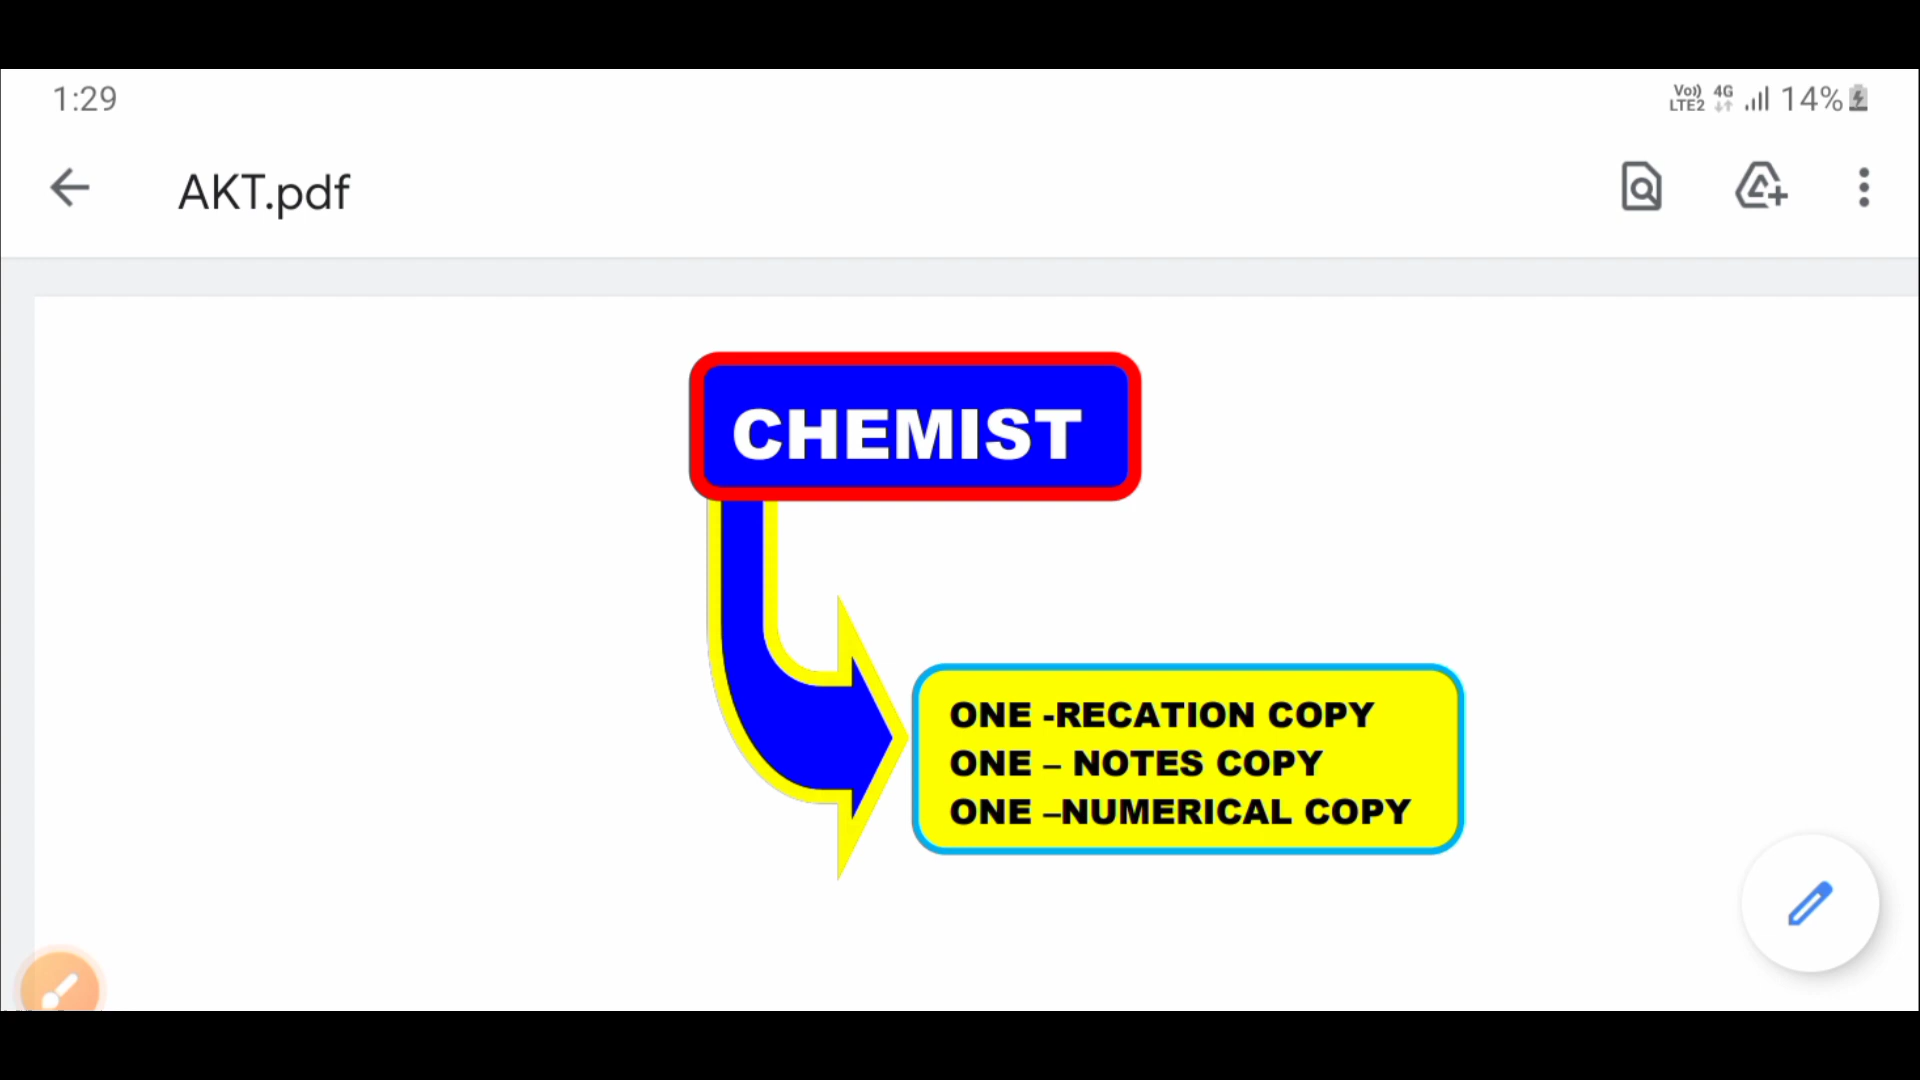 1:29
Vo)) 4G
LTE2
14%
AKT.pdf
CHEMIST
ONE -RECATION COPY
ONE – NOTES COPY
ONE –NUMERICAL COPY